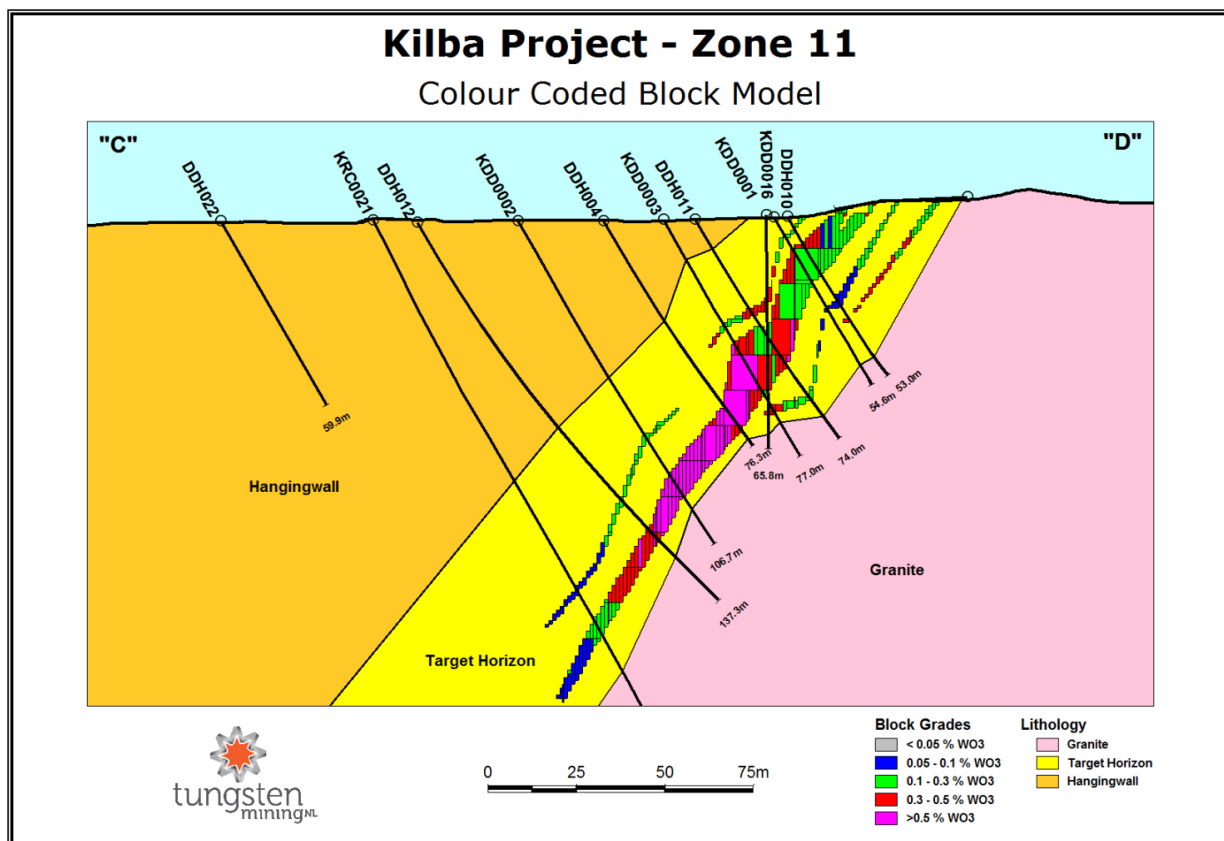 Kilba Project - Zone 11
Colour Coded Block Model
"C"
"D"
DDH022
KRC0021
DDH012
KDD0002
DDH004
KDD0003
DDH011
KDD0001
KDD0016
DDH010
59.9m
Hangingwall
Target Horizon
Granite
137.3m
106.7m
76.3m
65.8m
77.0m
74.0m
54.6m
53.0m
tungsten
miningNL
0 25 50 75m
Block Grades
< 0.05 % WO3
0.05 - 0.1 % WO3
0.1 - 0.3 % WO3
0.3 - 0.5 % WO3
>0.5 % WO3
Lithology
Granite
Target Horizon
Hangingwall